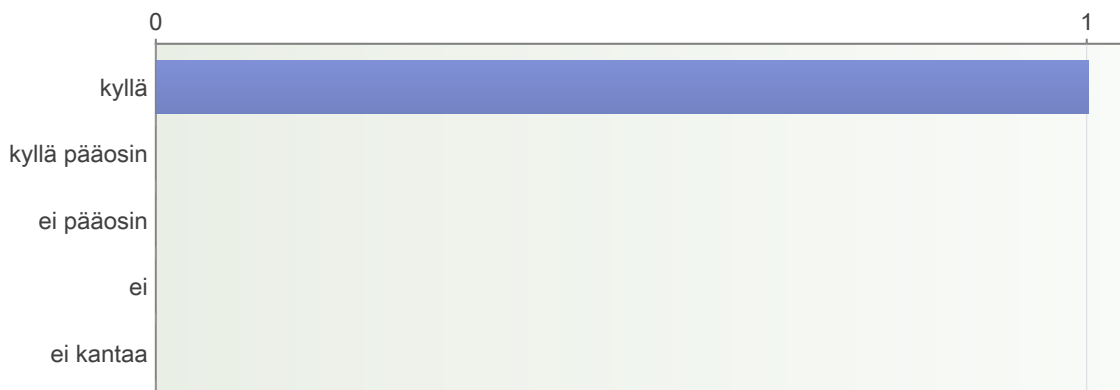 0 1
kyllä
kyllä pääosin
ei pääosin
ei
ei kantaa